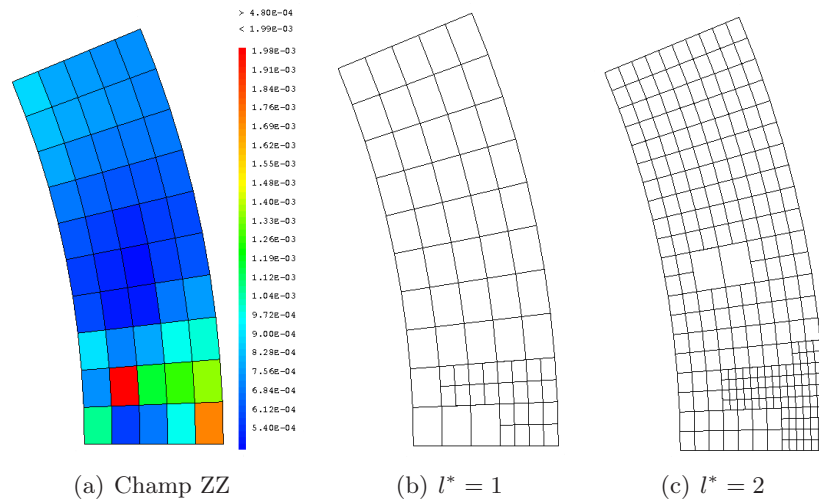 > 4.80E-04
< 1.99E-03
1.98E-03
1.91E-03
1.84E-03
1.76E-03
1.69E-03
1.62E-03
1.55E-03
1.48E-03
1.40E-03
1.33E-03
1.26E-03
1.19E-03
1.12E-03
1.04E-03
9.72E-04
9.00E-04
8.28E-04
7.56E-04
6.84E-04
6.12E-04
5.40E-04
(a) Champ ZZ
(b) l* = 1
(c) l* = 2